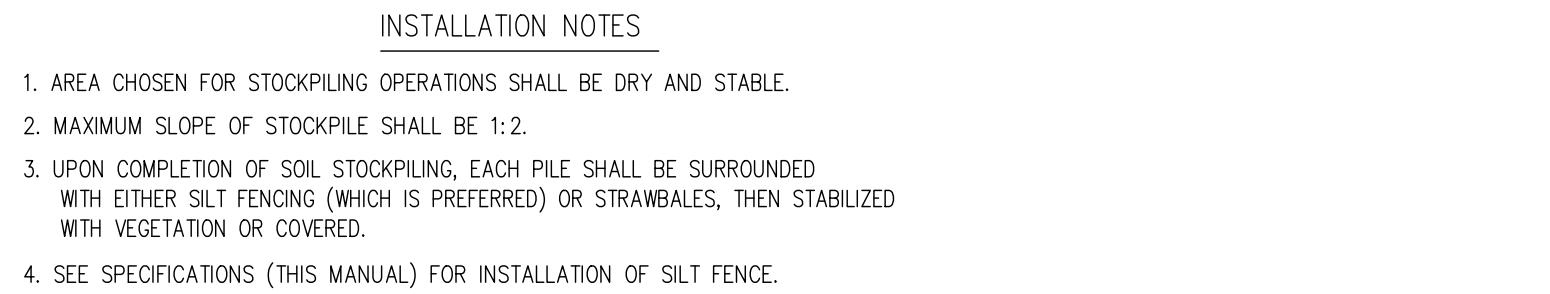 INSTALLATION NOTES
1. AREA CHOSEN FOR STOCKPILING OPERATIONS SHALL BE DRY AND STABLE.
2. MAXIMUM SLOPE OF STOCKPILE SHALL BE 1:2.
3. UPON COMPLETION OF SOIL STOCKPILING, EACH PILE SHALL BE SURROUNDED
WITH EITHER SILT FENCING (WHICH IS PREFERRED) OR STRAWBALES, THEN STABILIZED
WITH VEGETATION OR COVERED.
4. SEE SPECIFICATIONS (THIS MANUAL) FOR INSTALLATION OF SILT FENCE.